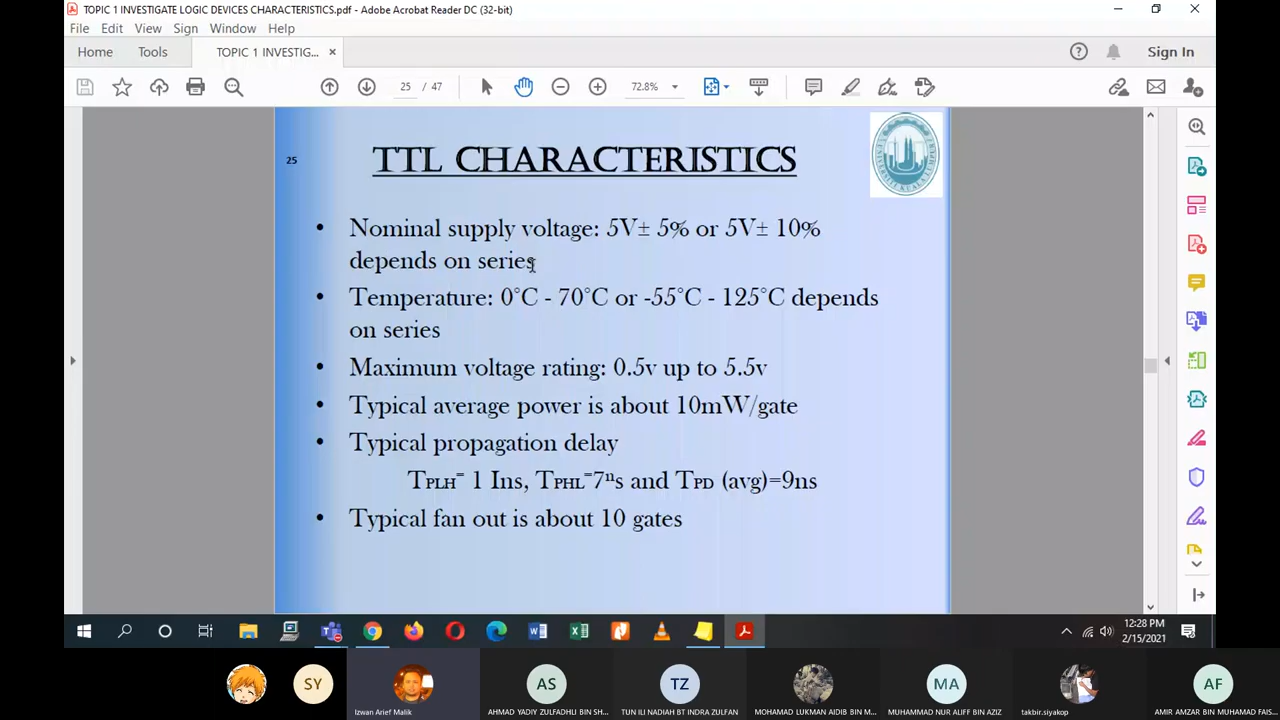 TOPIC 1 INVESTIGATE LOGIC DEVICES CHARACTERISTICS.pdf - Adobe Acrobat Reader DC (32-bit)
File Edit View Sign Window Help
Home Tools TOPIC 1 INVESTIG... × Sign In
25 / 47 72.8%
25
TTL CHARACTERISTICS
• Nominal supply voltage: 5V± 5% or 5V± 10%
depends on series
• Temperature: 0°C - 70°C or -55°C - 125°C depends
on series
• Maximum voltage rating: 0.5v up to 5.5v
• Typical average power is about 10mW/gate
• Typical propagation delay
TPLH= 1 Ins, TPHL=7ns and TPD (avg)=9ns
• Typical fan out is about 10 gates
12:28 PM
2/15/2021
SY
AS
TZ
MA
AF
Izwan Arief Malik
AHMAD YADIY ZULFADHLI BIN SH...
TUN ILI NADIAH BT INDRA ZULFAN
MOHAMAD LUKMAN AIDIB BIN M...
MUHAMMAD NUR ALIFF BIN AZIZ
takbir.siyakop
AMIR AMZAR BIN MUHAMAD FAIS...